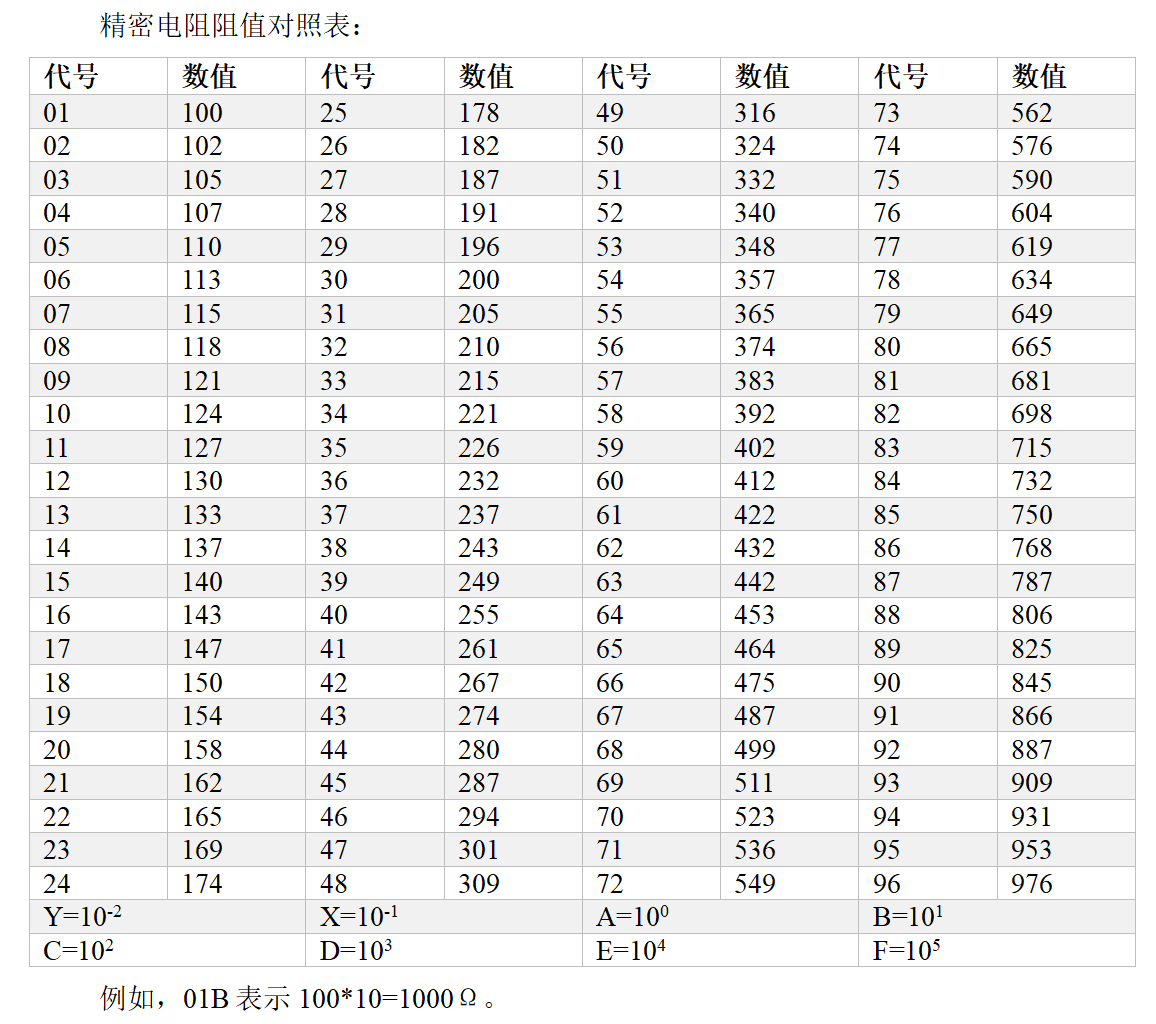 精密电阻阻值对照表：
代号 数值 代号 数值 代号 数值 代号 数值
01 100 25 178 49 316 73 562
02 102 26 182 50 324 74 576
03 105 27 187 51 332 75 590
04 107 28 191 52 340 76 604
05 110 29 196 53 348 77 619
06 113 30 200 54 357 78 634
07 115 31 205 55 365 79 649
08 118 32 210 56 374 80 665
09 121 33 215 57 383 81 681
10 124 34 221 58 392 82 698
11 127 35 226 59 402 83 715
12 130 36 232 60 412 84 732
13 133 37 237 61 422 85 750
14 137 38 243 62 432 86 768
15 140 39 249 63 442 87 787
16 143 40 255 64 453 88 806
17 147 41 261 65 464 89 825
18 150 42 267 66 475 90 845
19 154 43 274 67 487 91 866
20 158 44 280 68 499 92 887
21 162 45 287 69 511 93 909
22 165 46 294 70 523 94 931
23 169 47 301 71 536 95 953
24 174 48 309 72 549 96 976
Y=10⁻² X=10⁻¹ A=10⁰ B=10¹
C=10² D=10³ E=10⁴ F=10⁵
例如，01B 表示 100*10=1000Ω。